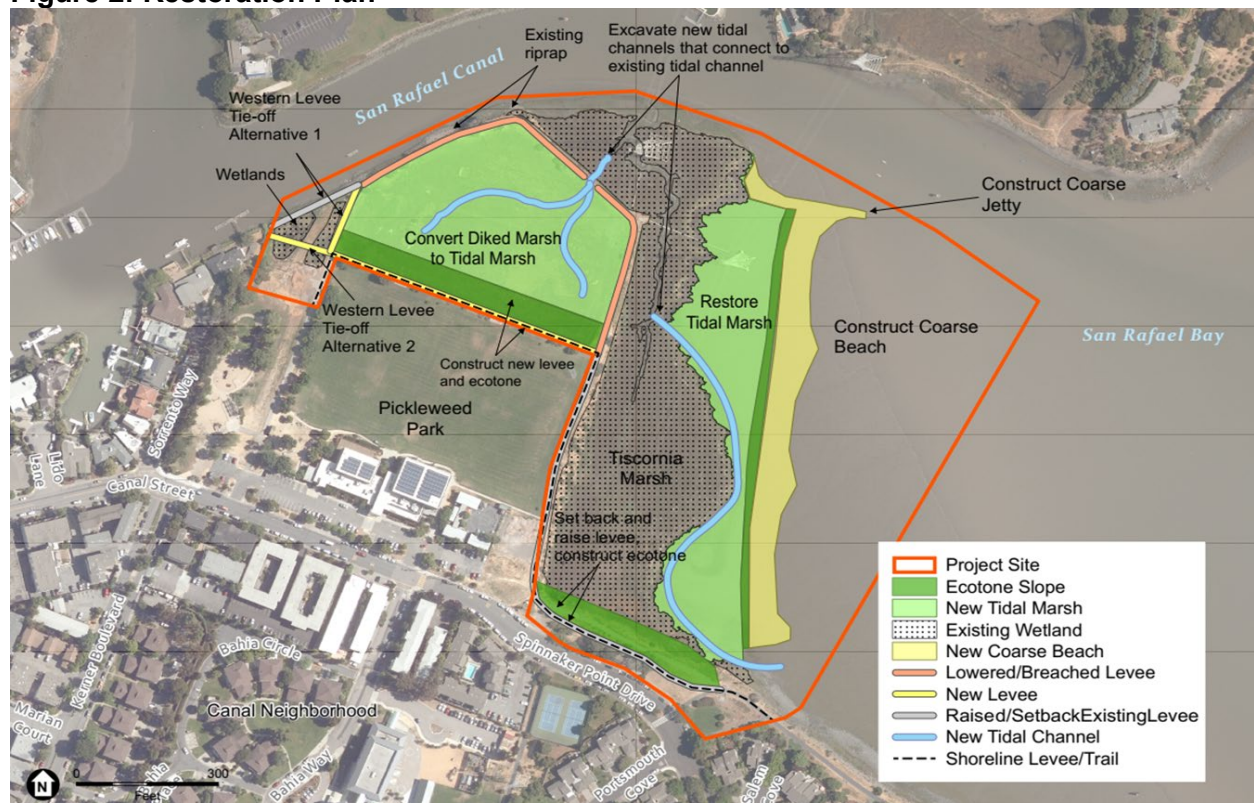 Figure 2. Restoration Plan
Existing
riprap
Excavate new tidal
channels that connect to
existing tidal channel
San Rafael Canal
Western Levee
Tie-off
Alternative 1
Wetlands
Construct Coarse
Jetty
Convert Diked Marsh
to Tidal Marsh
Restore
Tidal Marsh
Construct Coarse
Beach
San Rafael Bay
Western Levee
Tie-off
Alternative 2
Construct new levee
and ecotone
Pickleweed
Park
Sorrento Way
Lido
Lane
Canal Street
Tiscornia
Marsh
Set back and
raise levee,
construct ecotone
Kerner Boulevard
Bahia Circle
Spinnaker Point Drive
Marian
Court
Canal Neighborhood
Bahia Way
Bahia
Portsmouth
Cove
Salem
Cove
N
0 300
Feet
Project Site
Ecotone Slope
New Tidal Marsh
Existing Wetland
New Coarse Beach
Lowered/Breached Levee
New Levee
Raised/SetbackExistingLevee
New Tidal Channel
Shoreline Levee/Trail